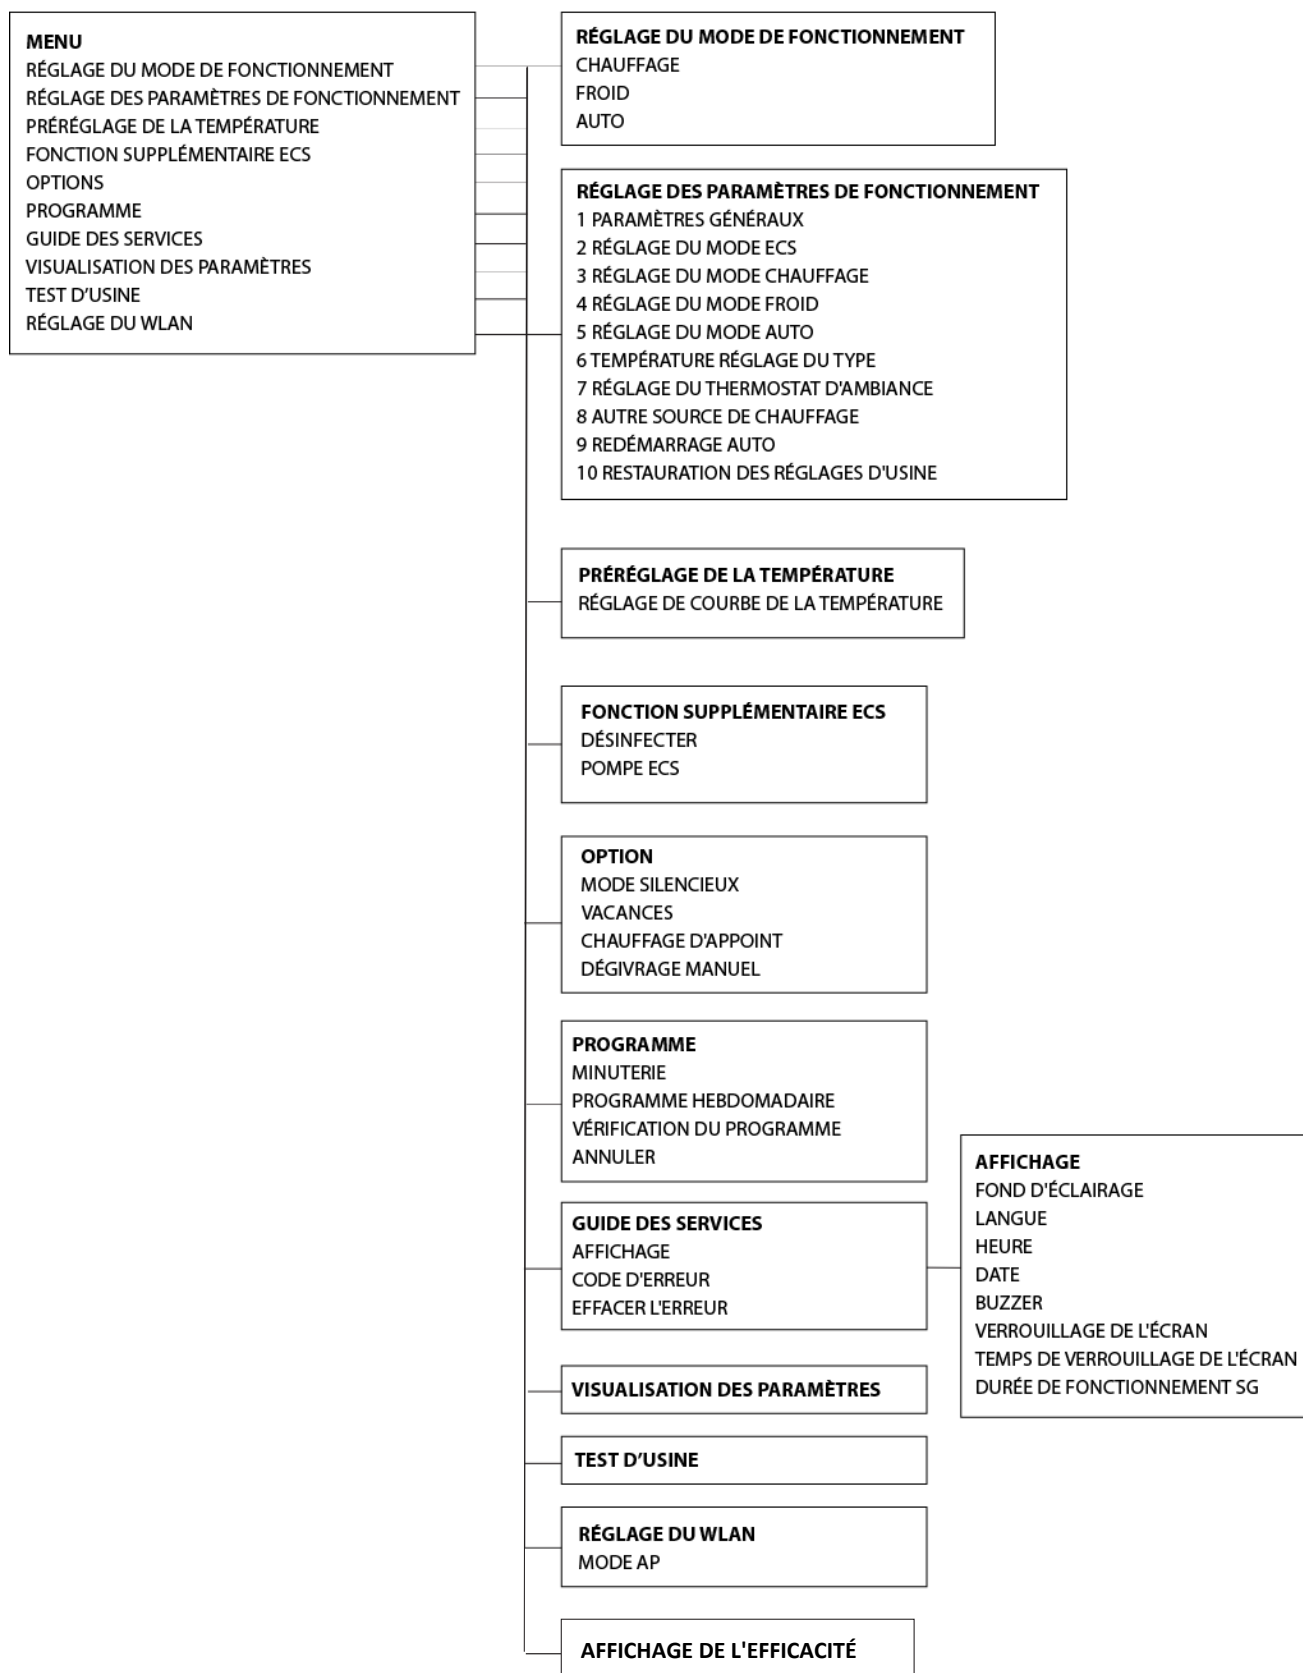 MENU
RÉGLAGE DU MODE DE FONCTIONNEMENT
RÉGLAGE DES PARAMÈTRES DE FONCTIONNEMENT
PRÉRÉGLAGE DE LA TEMPÉRATURE
FONCTION SUPPLÉMENTAIRE ECS
OPTIONS
PROGRAMME
GUIDE DES SERVICES
VISUALISATION DES PARAMÈTRES
TEST D’USINE
RÉGLAGE DU WLAN
RÉGLAGE DU MODE DE FONCTIONNEMENT
CHAUFFAGE
FROID
AUTO
RÉGLAGE DES PARAMÈTRES DE FONCTIONNEMENT
1 PARAMÈTRES GÉNÉRAUX
2 RÉGLAGE DU MODE ECS
3 RÉGLAGE DU MODE CHAUFFAGE
4 RÉGLAGE DU MODE FROID
5 RÉGLAGE DU MODE AUTO
6 TEMPÉRATURE RÉGLAGE DU TYPE
7 RÉGLAGE DU THERMOSTAT D'AMBIANCE
8 AUTRE SOURCE DE CHAUFFAGE
9 REDÉMARRAGE AUTO
10 RESTAURATION DES RÉGLAGES D'USINE
PRÉRÉGLAGE DE LA TEMPÉRATURE
RÉGLAGE DE COURBE DE LA TEMPÉRATURE
FONCTION SUPPLÉMENTAIRE ECS
DÉSINFECTER
POMPE ECS
OPTION
MODE SILENCIEUX
VACANCES
CHAUFFAGE D'APPOINT
DÉGIVRAGE MANUEL
PROGRAMME
MINUTERIE
PROGRAMME HEBDOMADAIRE
VÉRIFICATION DU PROGRAMME
ANNULER
GUIDE DES SERVICES
AFFICHAGE
CODE D'ERREUR
EFFACER L'ERREUR
AFFICHAGE
FOND D'ÉCLAIRAGE
LANGUE
HEURE
DATE
BUZZER
VERROUILLAGE DE L'ÉCRAN
TEMPS DE VERROUILLAGE DE L'ÉCRAN
DURÉE DE FONCTIONNEMENT SG
VISUALISATION DES PARAMÈTRES
TEST D’USINE
RÉGLAGE DU WLAN
MODE AP
AFFICHAGE DE L'EFFICACITÉ